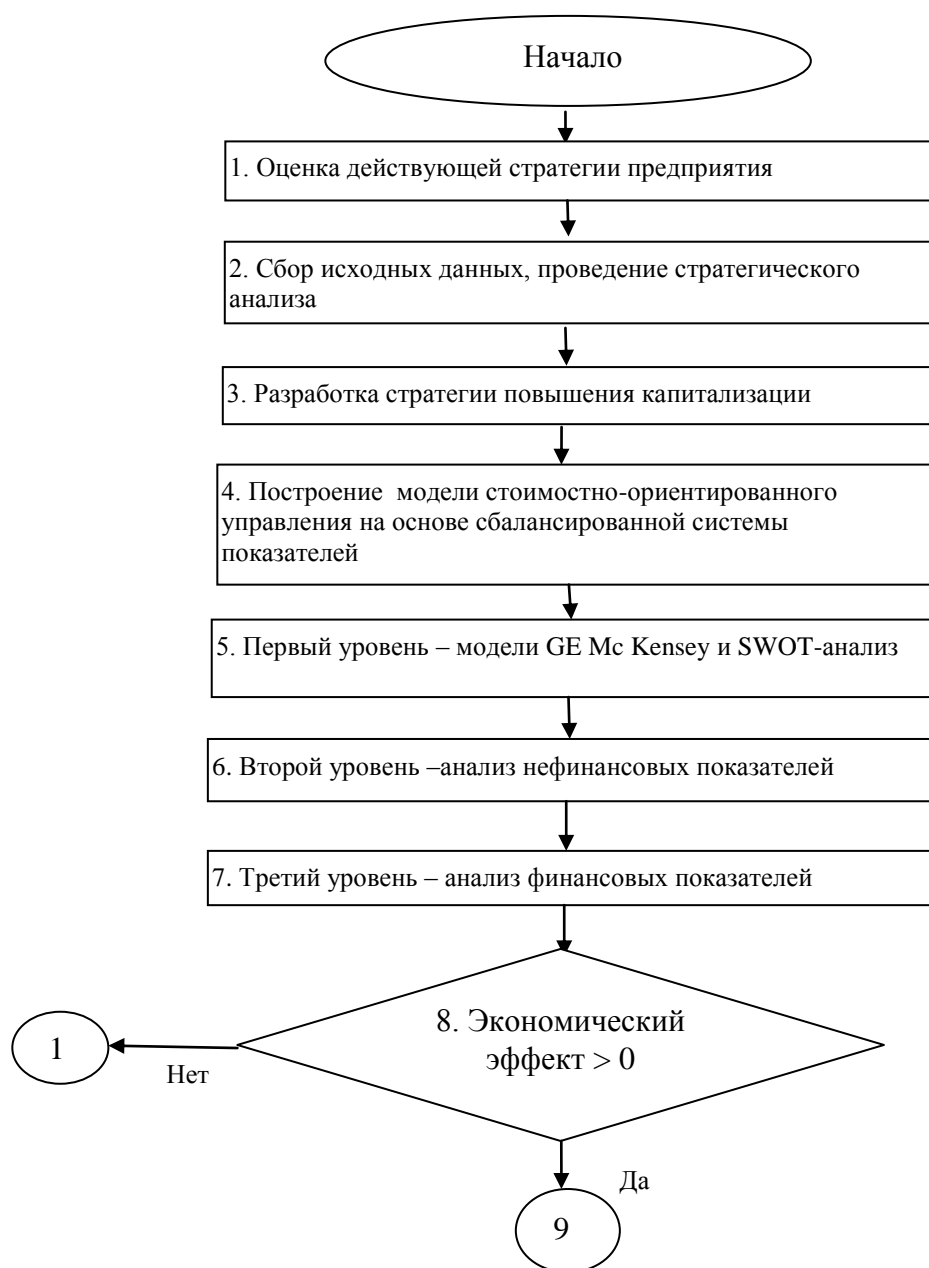 Начало
1. Оценка действующей стратегии предприятия
2. Сбор исходных данных, проведение стратегического
анализа
3. Разработка стратегии повышения капитализации
4. Построение  модели стоимостно-ориентированного
управления на основе сбалансированной системы
показателей
5. Первый уровень – модели GE Mc Kensey и SWOT-анализ
6. Второй уровень –анализ нефинансовых показателей
7. Третий уровень – анализ финансовых показателей
8. Экономический
эффект > 0
1
Нет
Да
9